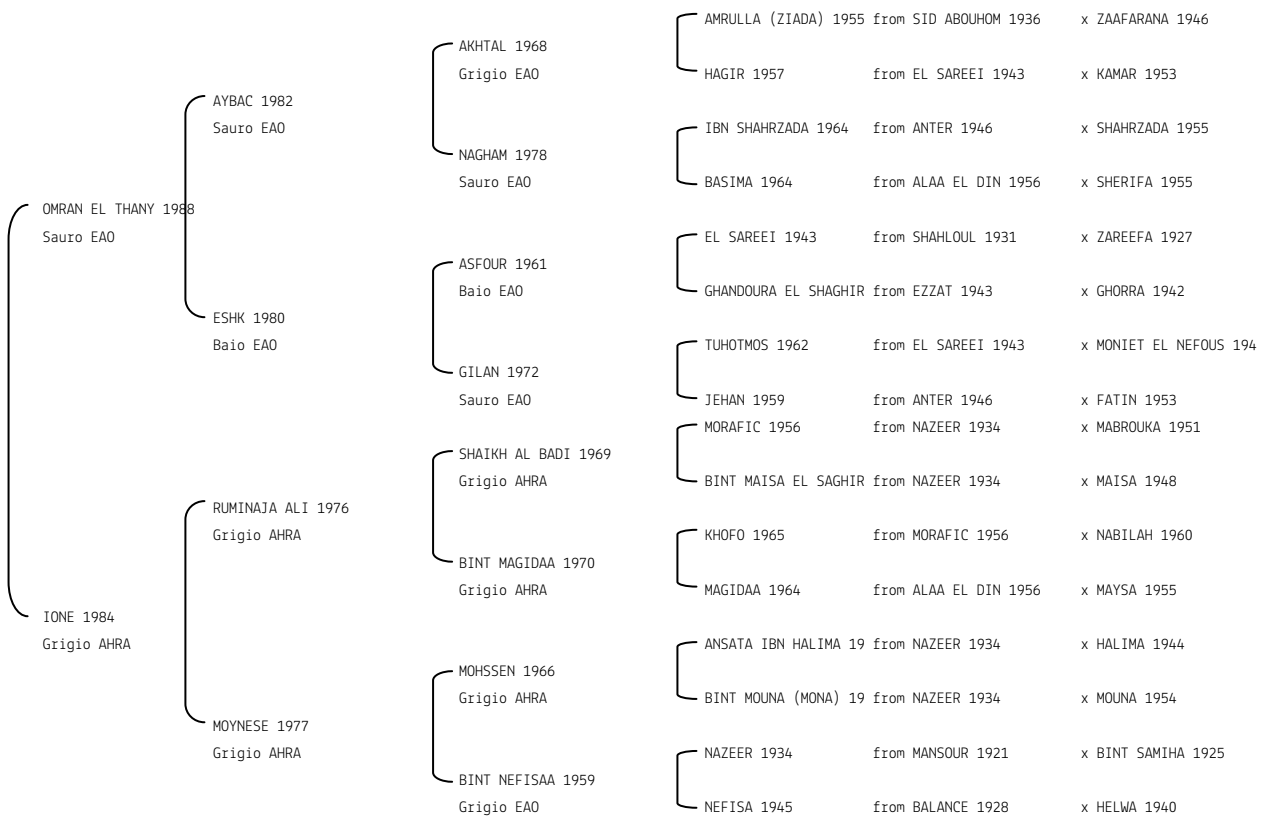 AMRULLA (ZIADA) 1955 from SID ABOUHOM 1936 x ZAAFARANA 1946
AKHTAL 1968
Grigio EAO HAGIR 1957 from EL SAREEI 1943 x KAMAR 1953
AYBAC 1982
Sauro EAO IBN SHAHRZADA 1964 from ANTER 1946 x SHAHRZADA 1955
NAGHAM 1978
Sauro EAO BASIMA 1964 from ALAA EL DIN 1956 x SHERIFA 1955
OMRAN EL THANY 1988
Sauro EAO EL SAREEI 1943 from SHAHLOUL 1931 x ZAREEFA 1927
ASFOUR 1961
Baio EAO GHANDOURA EL SHAGHIR from EZZAT 1943 x GHORRA 1942
ESHK 1980
Baio EAO TUHOTMOS 1962 from EL SAREEI 1943 x MONIET EL NEFOUS 194
GILAN 1972
Sauro EAO JEHAN 1959 from ANTER 1946 x FATIN 1953
MORAFIC 1956 from NAZEER 1934 x MABROUKA 1951
SHAIKH AL BADI 1969
Grigio AHRA BINT MAISA EL SAGHIR from NAZEER 1934 x MAISA 1948
RUMINAJA ALI 1976
Grigio AHRA KHOFO 1965 from MORAFIC 1956 x NABILAH 1960
BINT MAGIDAA 1970
Grigio AHRA MAGIDAA 1964 from ALAA EL DIN 1956 x MAYSA 1955
IONE 1984
Grigio AHRA ANSATA IBN HALIMA 19 from NAZEER 1934 x HALIMA 1944
MOHSSEN 1966
Grigio AHRA BINT MOUNA (MONA) 19 from NAZEER 1934 x MOUNA 1954
MOYNESE 1977
Grigio AHRA NAZEER 1934 from MANSOUR 1921 x BINT SAMIHA 1925
BINT NEFISAA 1959
Grigio EAO NEFISA 1945 from BALANCE 1928 x HELWA 1940